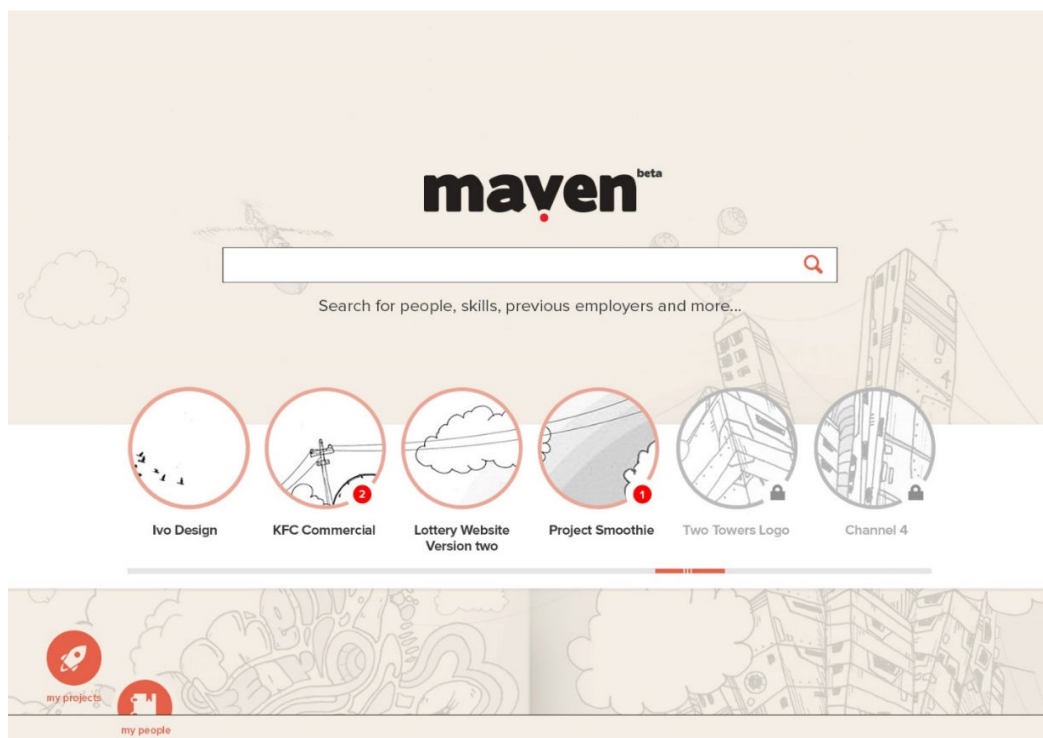 maven beta
Search for people, skills, previous employers and more...
2
1
Ivo Design
KFC Commercial
Lottery Website
Version two
Project Smoothie
Two Towers Logo
Channel 4
4
my projects
my people